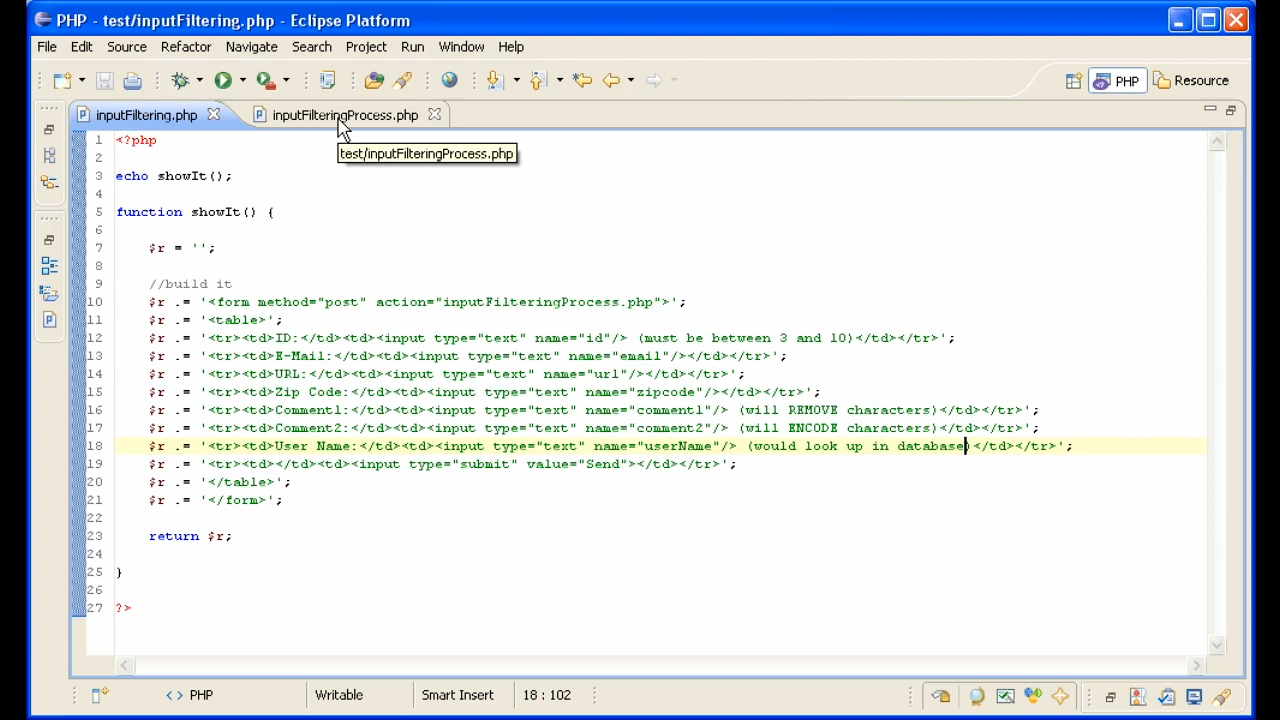 PHP - test/inputFiltering.php - Eclipse Platform
File Edit Source Refactor Navigate Search Project Run Window Help
PHP Resource
inputFiltering.php inputFilteringProcess.php
test/inputFilteringProcess.php
1 <?php
2
3 echo showIt();
4
5 function showIt() {
6
7 $r = '';
8
9 //build it
10 $r .= '<form method="post" action="inputFilteringProcess.php">';
11 $r .= '<table>';
12 $r .= '<tr><td>ID:</td><td><input type="text" name="id"/> (must be between 3 and 10)</td></tr>';
13 $r .= '<tr><td>E-Mail:</td><td><input type="text" name="email"/></td></tr>';
14 $r .= '<tr><td>URL:</td><td><input type="text" name="url"/></td></tr>';
15 $r .= '<tr><td>Zip Code:</td><td><input type="text" name="zipcode"/></td></tr>';
16 $r .= '<tr><td>Comment1:</td><td><input type="text" name="comment1"/> (will REMOVE characters)</td></tr>';
17 $r .= '<tr><td>Comment2:</td><td><input type="text" name="comment2"/> (will ENCODE characters)</td></tr>';
18 $r .= '<tr><td>User Name:</td><td><input type="text" name="userName"/> (would look up in database)</td></tr>';
19 $r .= '<tr><td></td><td><input type="submit" value="Send"></td></tr>';
20 $r .= '</table>';
21 $r .= '</form>';
22
23 return $r;
24
25 }
26
27 ?>
<> PHP Writable Smart Insert 18 : 102